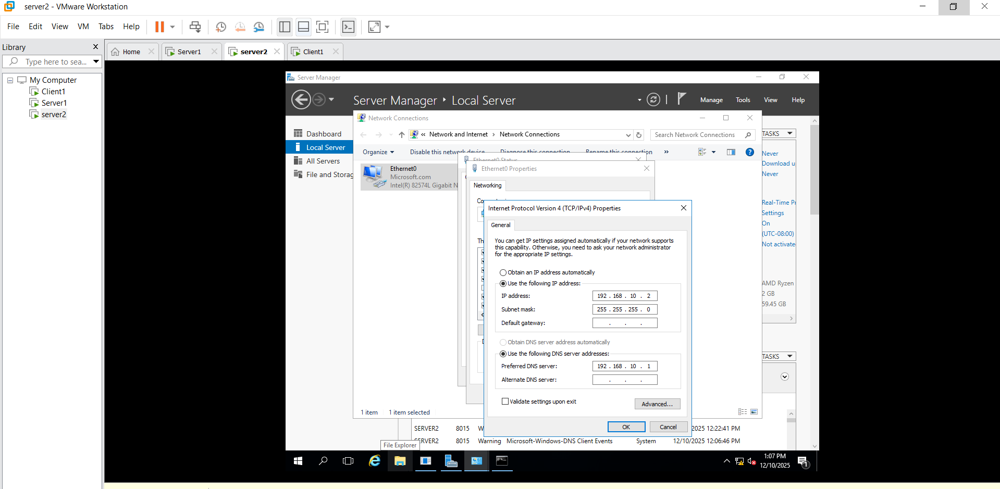 server2 - VMware Workstation
File Edit View VM Tabs Help
Library
Type here to sea...
My Computer
Client1
Server1
server2
Home
Server1
server2
Client1
Server Manager
Server Manager Local Server
Manage Tools View Help
Dashboard
Local Server
All Servers
File and Storag
Network Connections
« Network and Internet Network Connections
Search Network Connections
Organize Disable this network device Diagnose this connection Rename this connection »
Ethernet0
Microsoft.com
Intel(R) 82574L Gigabit N
Ethernet0 Status
Ethernet0 Properties
Networking
Internet Protocol Version 4 (TCP/IPv4) Properties
General
You can get IP settings assigned automatically if your network supports
this capability. Otherwise, you need to ask your network administrator
for the appropriate IP settings.
Obtain an IP address automatically
Use the following IP address:
IP address: 192 . 168 . 10 . 2
Subnet mask: 255 . 255 . 255 . 0
Default gateway: . . .
Obtain DNS server address automatically
Use the following DNS server addresses:
Preferred DNS server: 192 . 168 . 10 . 1
Alternate DNS server: . . .
Validate settings upon exit
Advanced...
OK Cancel
TASKS
Never
Download u
Never
Real-Time Pr
Settings
On
(UTC-08:00)
Not activate
AMD Ryzen
2 GB
59.45 GB
TASKS
1 item 1 item selected
SERVER2 8015 W 2025 12:22:41 PM
SERVER2 8015 Warning Microsoft-Windows-DNS Client Events System 12/10/2025 12:06:46 PM
File Explorer
1:07 PM
12/10/2025
1